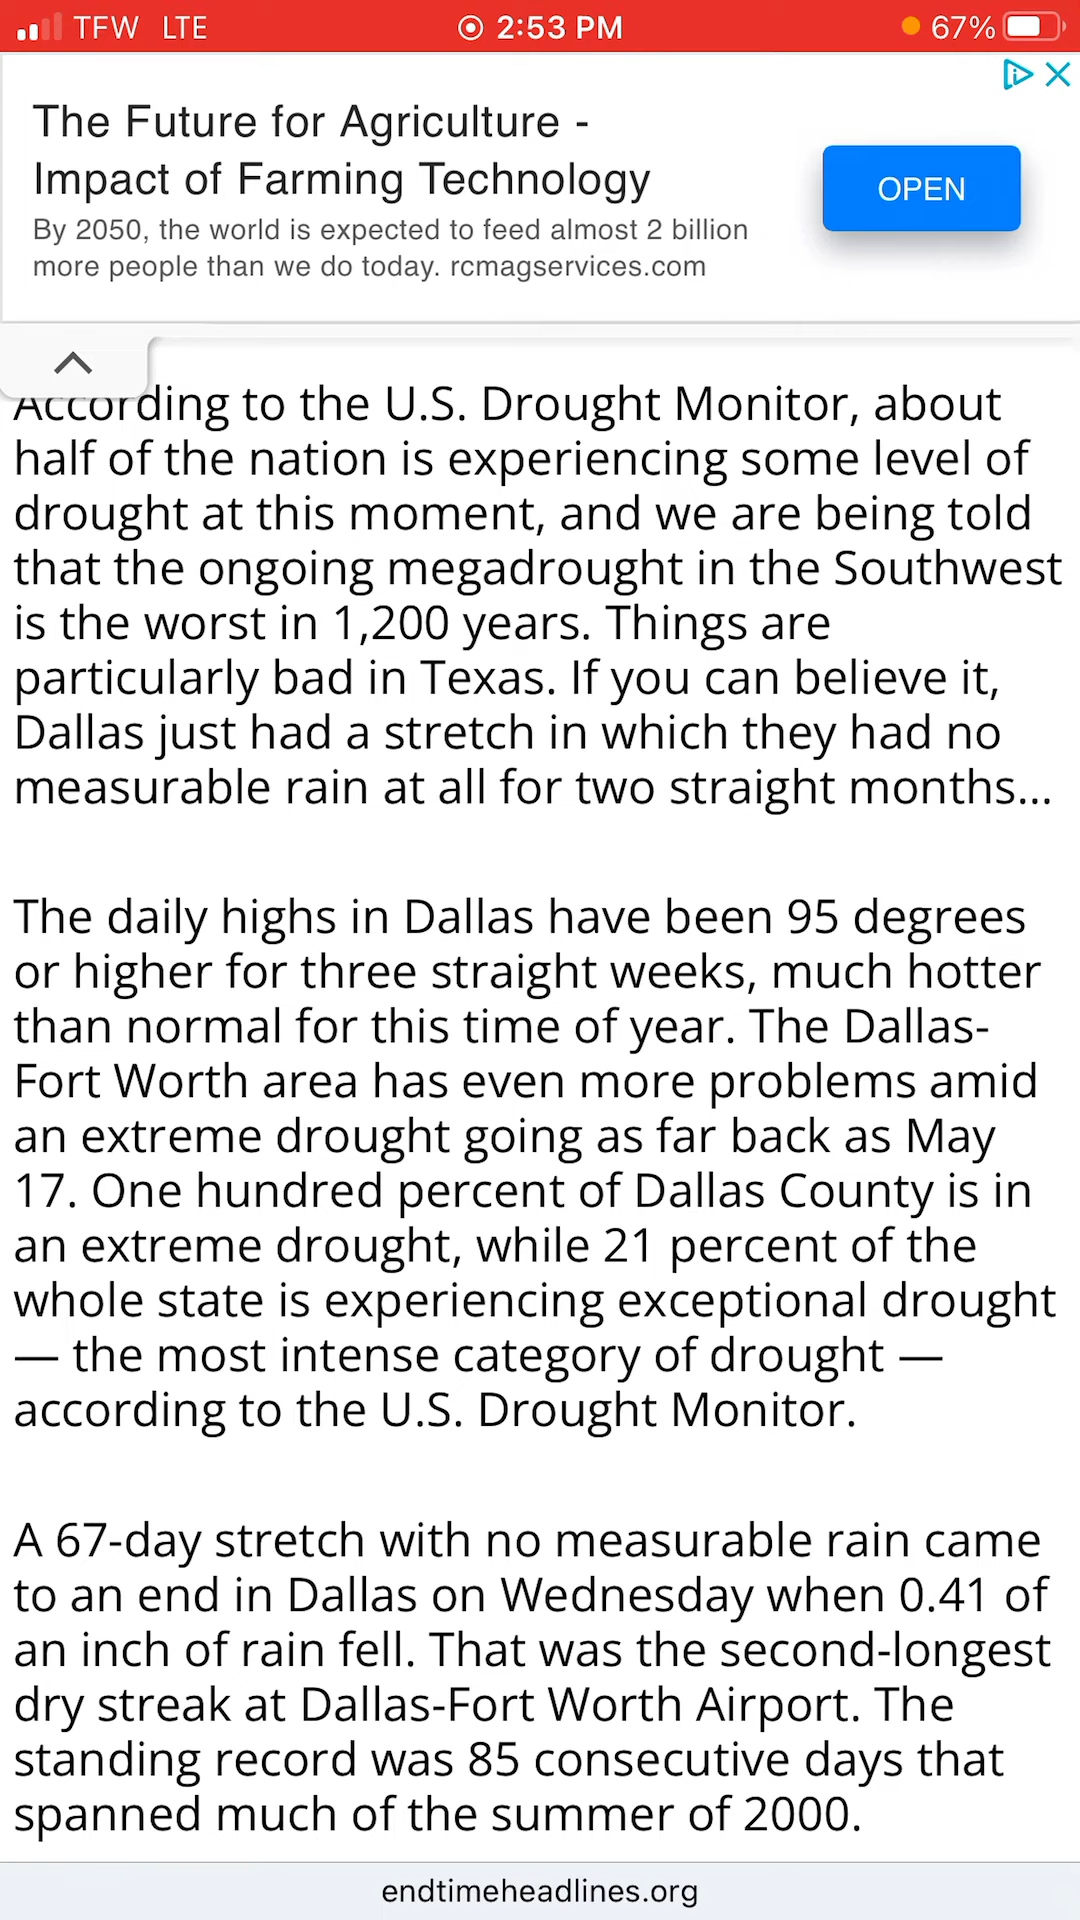 TFW LTE 2:53 PM 67%
The Future for Agriculture -
Impact of Farming Technology
By 2050, the world is expected to feed almost 2 billion
more people than we do today. rcmagservices.com
OPEN
According to the U.S. Drought Monitor, about
half of the nation is experiencing some level of
drought at this moment, and we are being told
that the ongoing megadrought in the Southwest
is the worst in 1,200 years. Things are
particularly bad in Texas. If you can believe it,
Dallas just had a stretch in which they had no
measurable rain at all for two straight months...
The daily highs in Dallas have been 95 degrees
or higher for three straight weeks, much hotter
than normal for this time of year. The Dallas-
Fort Worth area has even more problems amid
an extreme drought going as far back as May
17. One hundred percent of Dallas County is in
an extreme drought, while 21 percent of the
whole state is experiencing exceptional drought
— the most intense category of drought —
according to the U.S. Drought Monitor.
A 67-day stretch with no measurable rain came
to an end in Dallas on Wednesday when 0.41 of
an inch of rain fell. That was the second-longest
dry streak at Dallas-Fort Worth Airport. The
standing record was 85 consecutive days that
spanned much of the summer of 2000.
endtimeheadlines.org